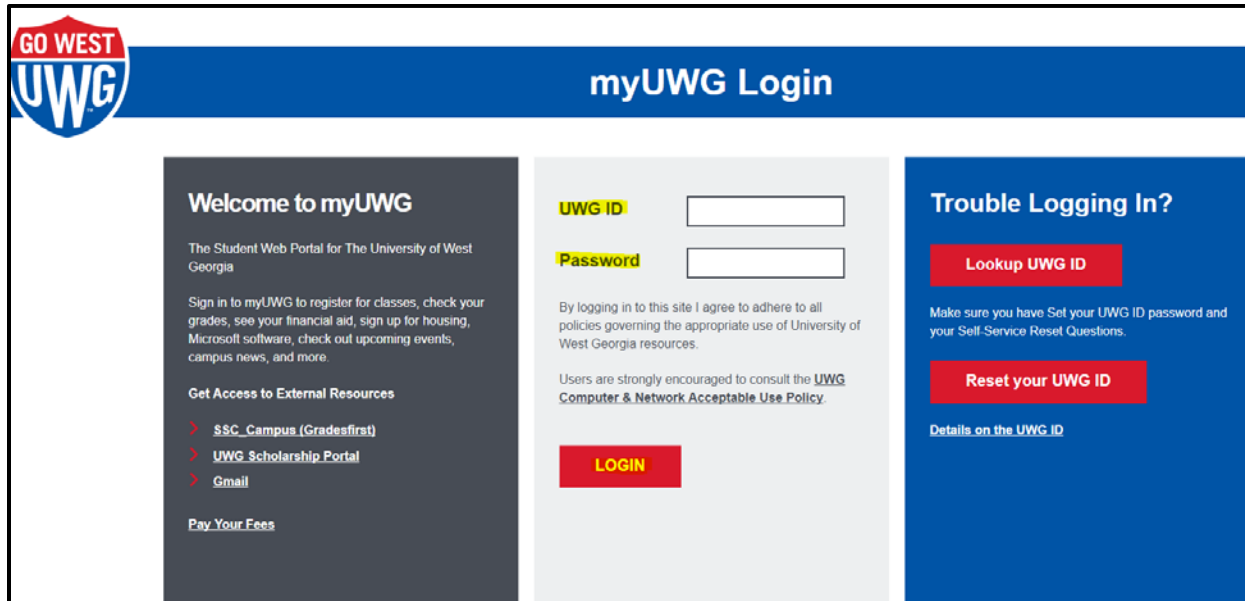 GO WEST
UWG
myUWG Login
Welcome to myUWG
The Student Web Portal for The University of West
Georgia
Sign in to myUWG to register for classes, check your
grades, see your financial aid, sign up for housing,
Microsoft software, check out upcoming events,
campus news, and more.
Get Access to External Resources
SSC_Campus (Gradesfirst)
UWG Scholarship Portal
Gmail
Pay Your Fees
UWG ID
Password
By logging in to this site I agree to adhere to all
policies governing the appropriate use of University of
West Georgia resources.
Users are strongly encouraged to consult the UWG
Computer & Network Acceptable Use Policy.
LOGIN
Trouble Logging In?
Lookup UWG ID
Make sure you have Set your UWG ID password and
your Self-Service Reset Questions.
Reset your UWG ID
Details on the UWG ID